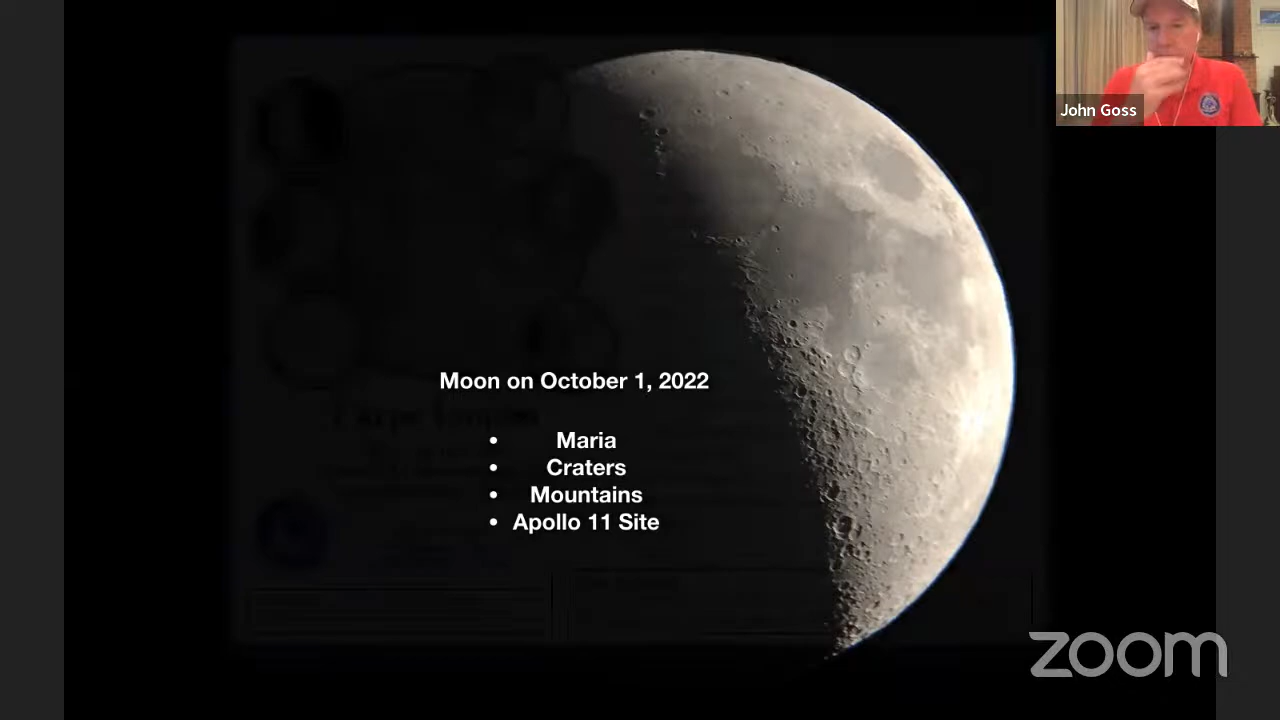 John Goss
Moon on October 1, 2022
• Maria
• Craters
• Mountains
• Apollo 11 Site
zoom